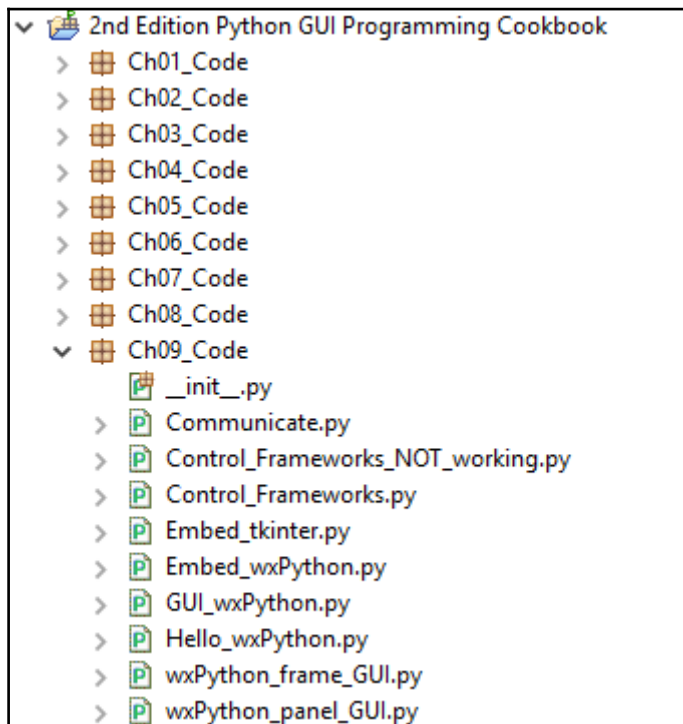 2nd Edition Python GUI Programming Cookbook
Ch01_Code
Ch02_Code
Ch03_Code
Ch04_Code
Ch05_Code
Ch06_Code
Ch07_Code
Ch08_Code
Ch09_Code
__init__.py
Communicate.py
Control_Frameworks_NOT_working.py
Control_Frameworks.py
Embed_tkinter.py
Embed_wxPython.py
GUI_wxPython.py
Hello_wxPython.py
wxPython_frame_GUI.py
wxPython_panel_GUI.py